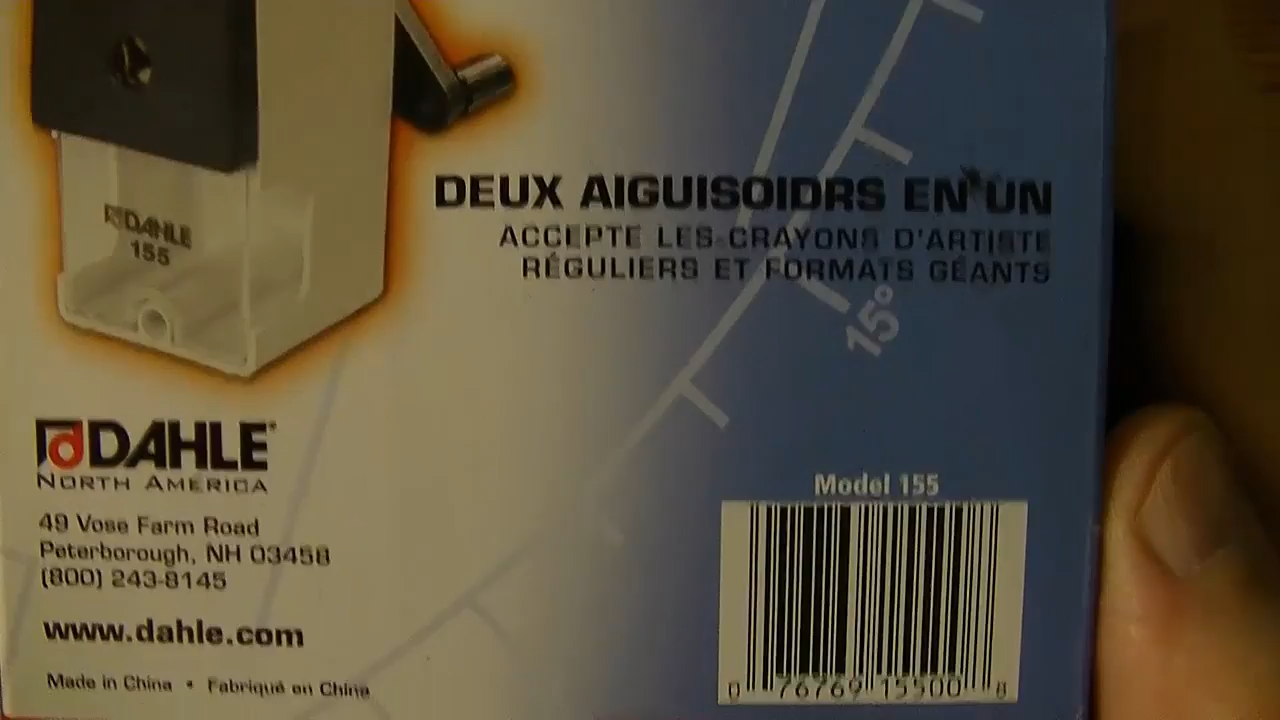 DAHLE
155
DEUX AIGUISOIDRS EN UN
ACCEPTE LES CRAYONS D'ARTISTE
RÉGULIERS ET FORMATS GÉANTS
15°
DAHLE
NORTH AMERICA
49 Vose Farm Road
Peterborough, NH 03458
(800) 243-8145
www.dahle.com
Made in China • Fabriqué en Chine
Model 155
0 76769 15500 8